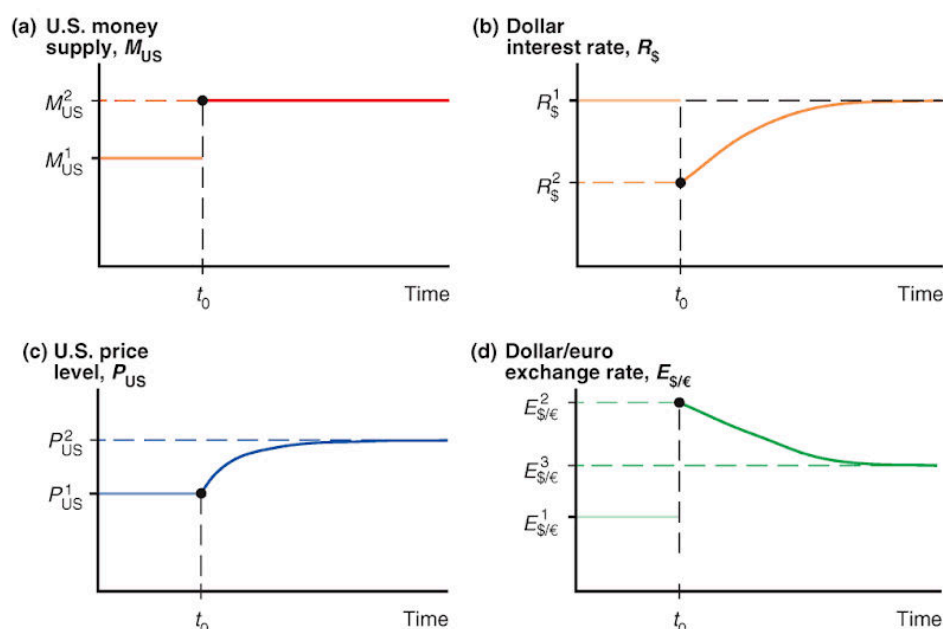 (a) U.S. money
supply, M_US
M²_US
M¹_US
t₀
Time
(b) Dollar
interest rate, R_$
R¹_$
R²_$
t₀
Time
(c) U.S. price
level, P_US
P²_US
P¹_US
t₀
Time
(d) Dollar/euro
exchange rate, E_$/€
E²_$/€
E³_$/€
E¹_$/€
t₀
Time